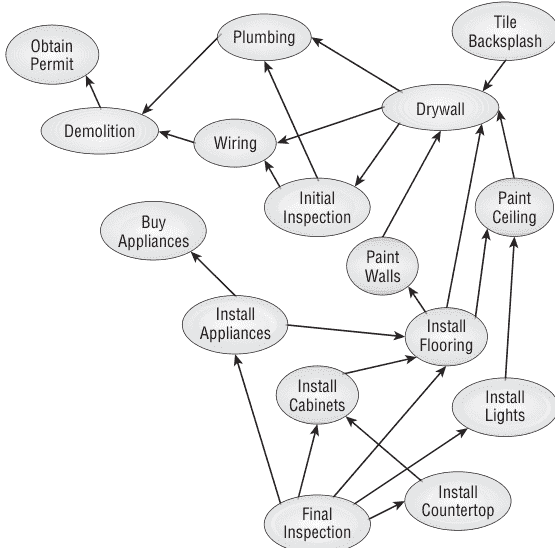 Obtain
Permit
Plumbing
Tile
Backsplash
Demolition
Wiring
Drywall
Initial
Inspection
Paint
Ceiling
Buy
Appliances
Paint
Walls
Install
Appliances
Install
Flooring
Install
Cabinets
Install
Lights
Install
Countertop
Final
Inspection